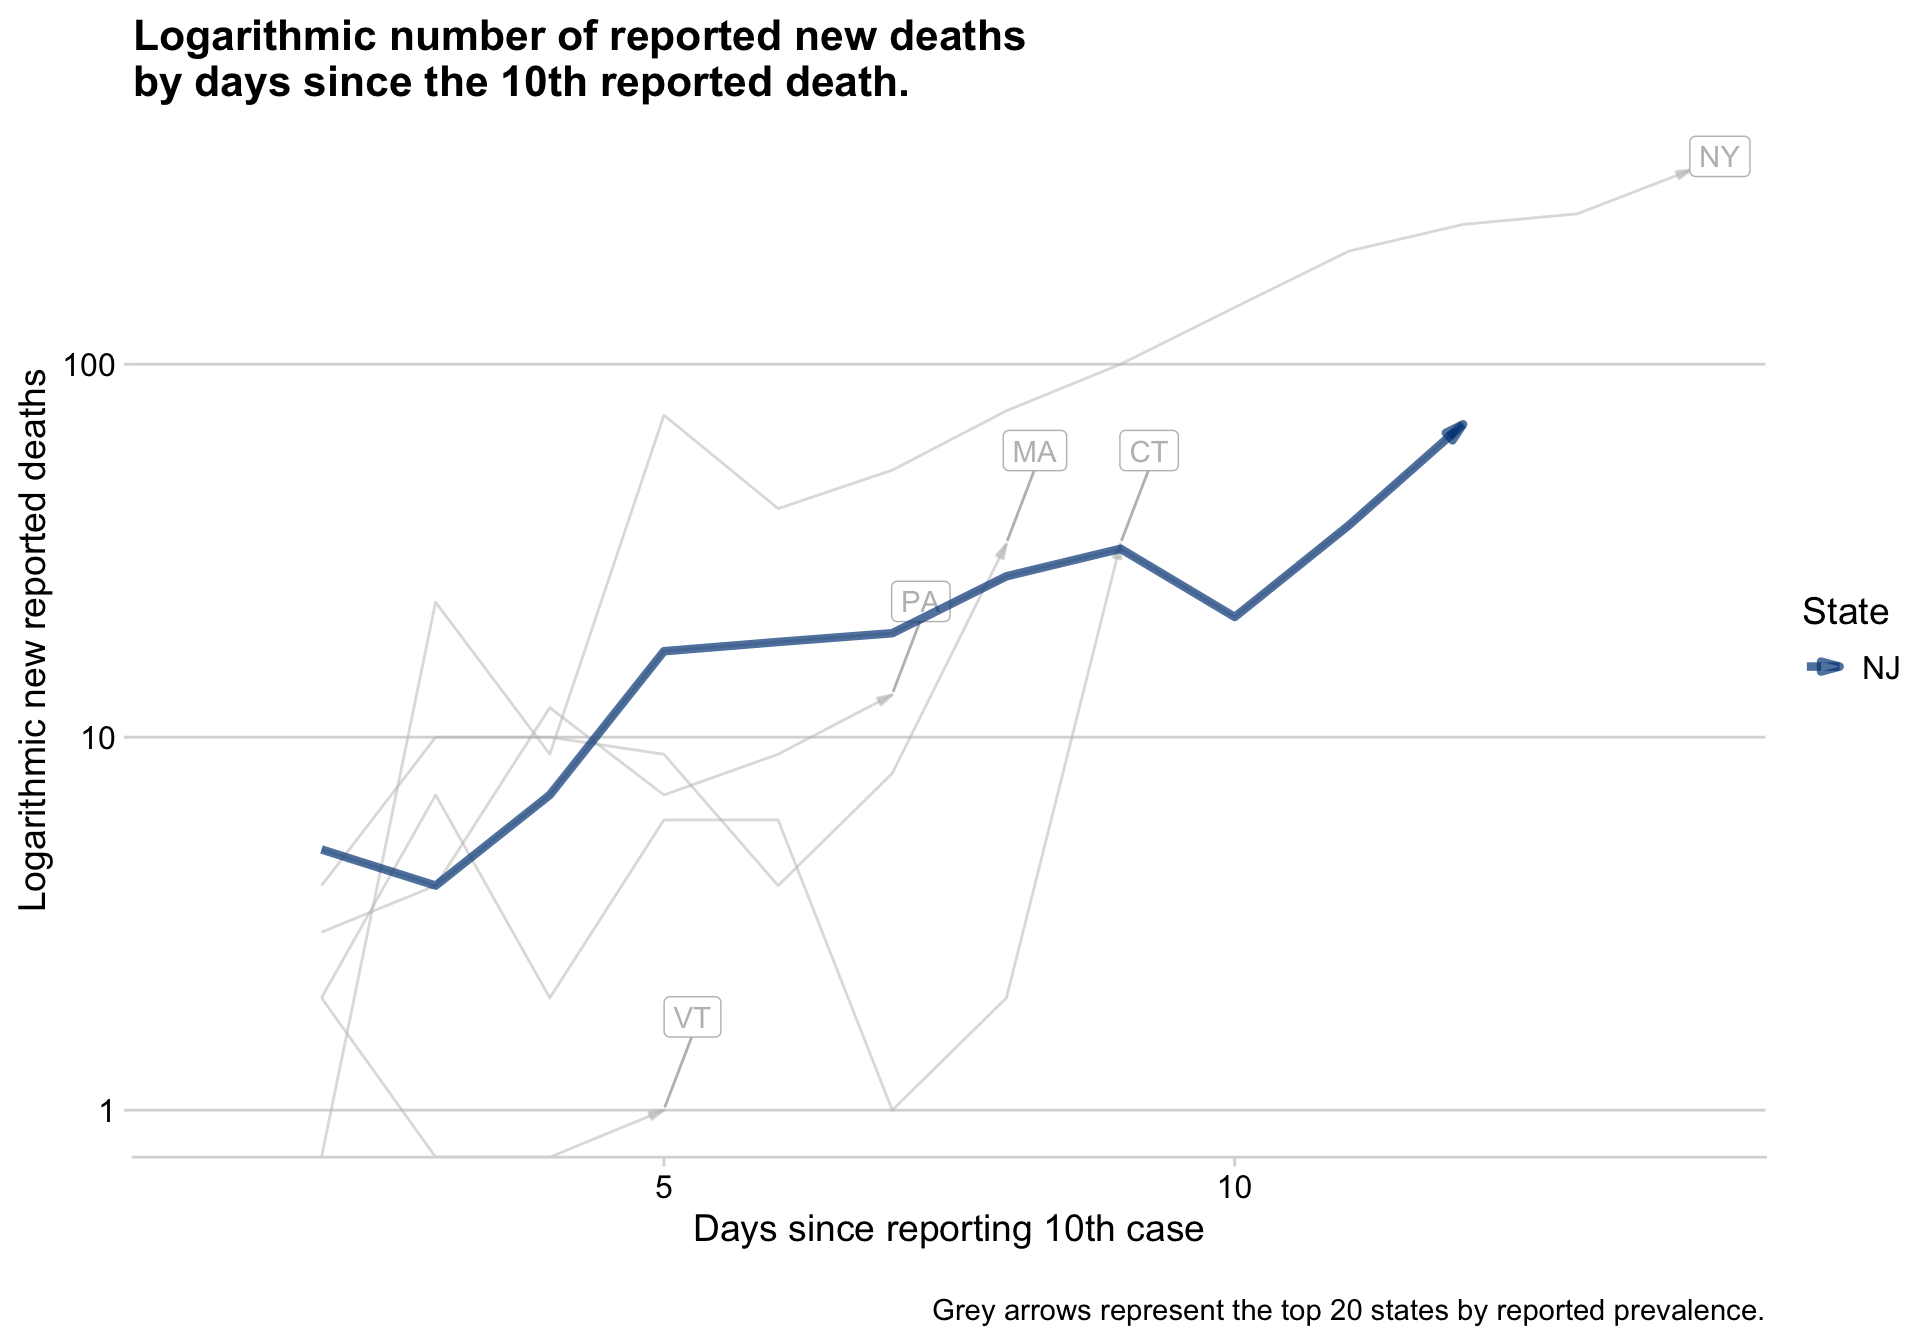 Logarithmic number of reported new deaths
by days since the 10th reported death.
NY
100
MA
CT
PA
10
VT
1
Logarithmic new reported deaths
State
NJ
5
10
Days since reporting 10th case
Grey arrows represent the top 20 states by reported prevalence.